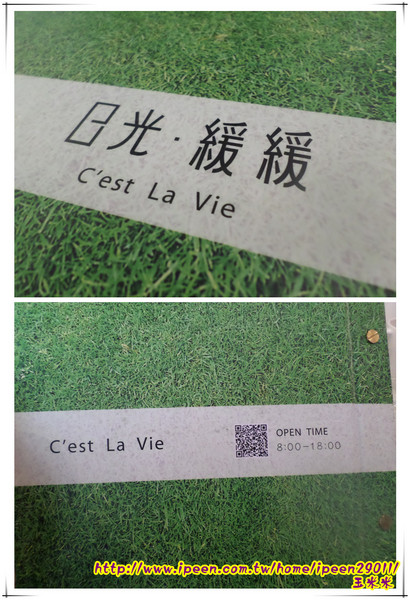 日光·緩緩
C'est La Vie
C'est La Vie
OPEN TIME
8:00-18:00
http://www.ipeen.com.tw/home/ipeen29011/
玉米米